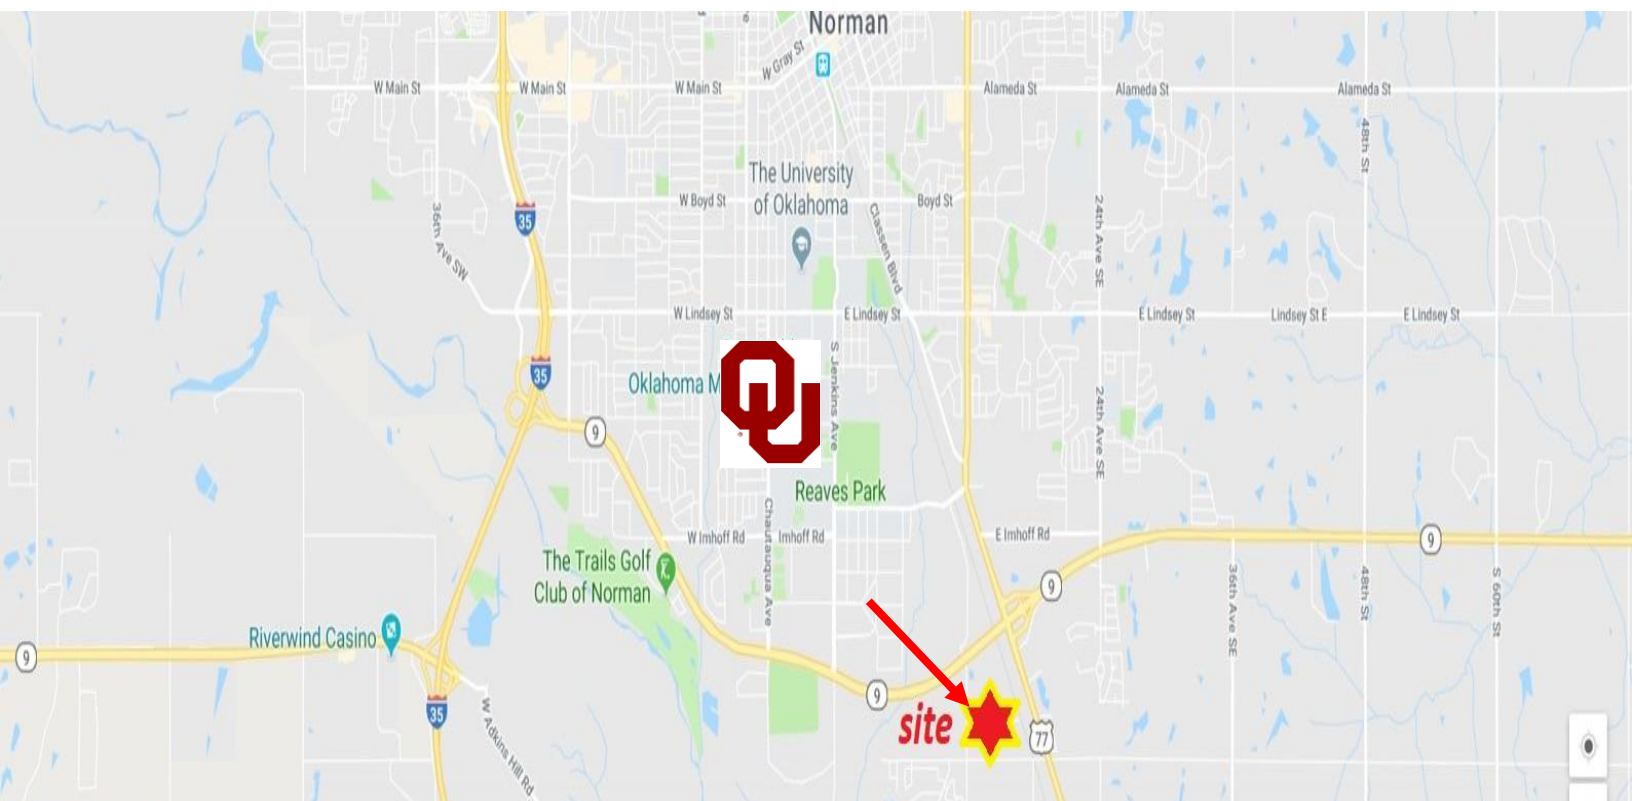 Norman
W Gray St
W Main St
W Main St
W Main St
Alameda St
Alameda St
Alameda St
48th St
The University
of Oklahoma
W Boyd St
Boyd St
Classen Blvd
24th Ave SE
36th Ave SW
35
W Lindsey St
E Lindsey St
E Lindsey St
Lindsey St E
E Lindsey St
35
Oklahoma M
OU
S Jenkins Ave
24th Ave SE
9
Reaves Park
Chautauqua Ave
W Imhoff Rd
Imhoff Rd
E Imhoff Rd
9
The Trails Golf
Club of Norman
9
36th Ave SE
48th St
S 60th St
Riverwind Casino
9
9
35
W Adkins Hill Rd
site
77